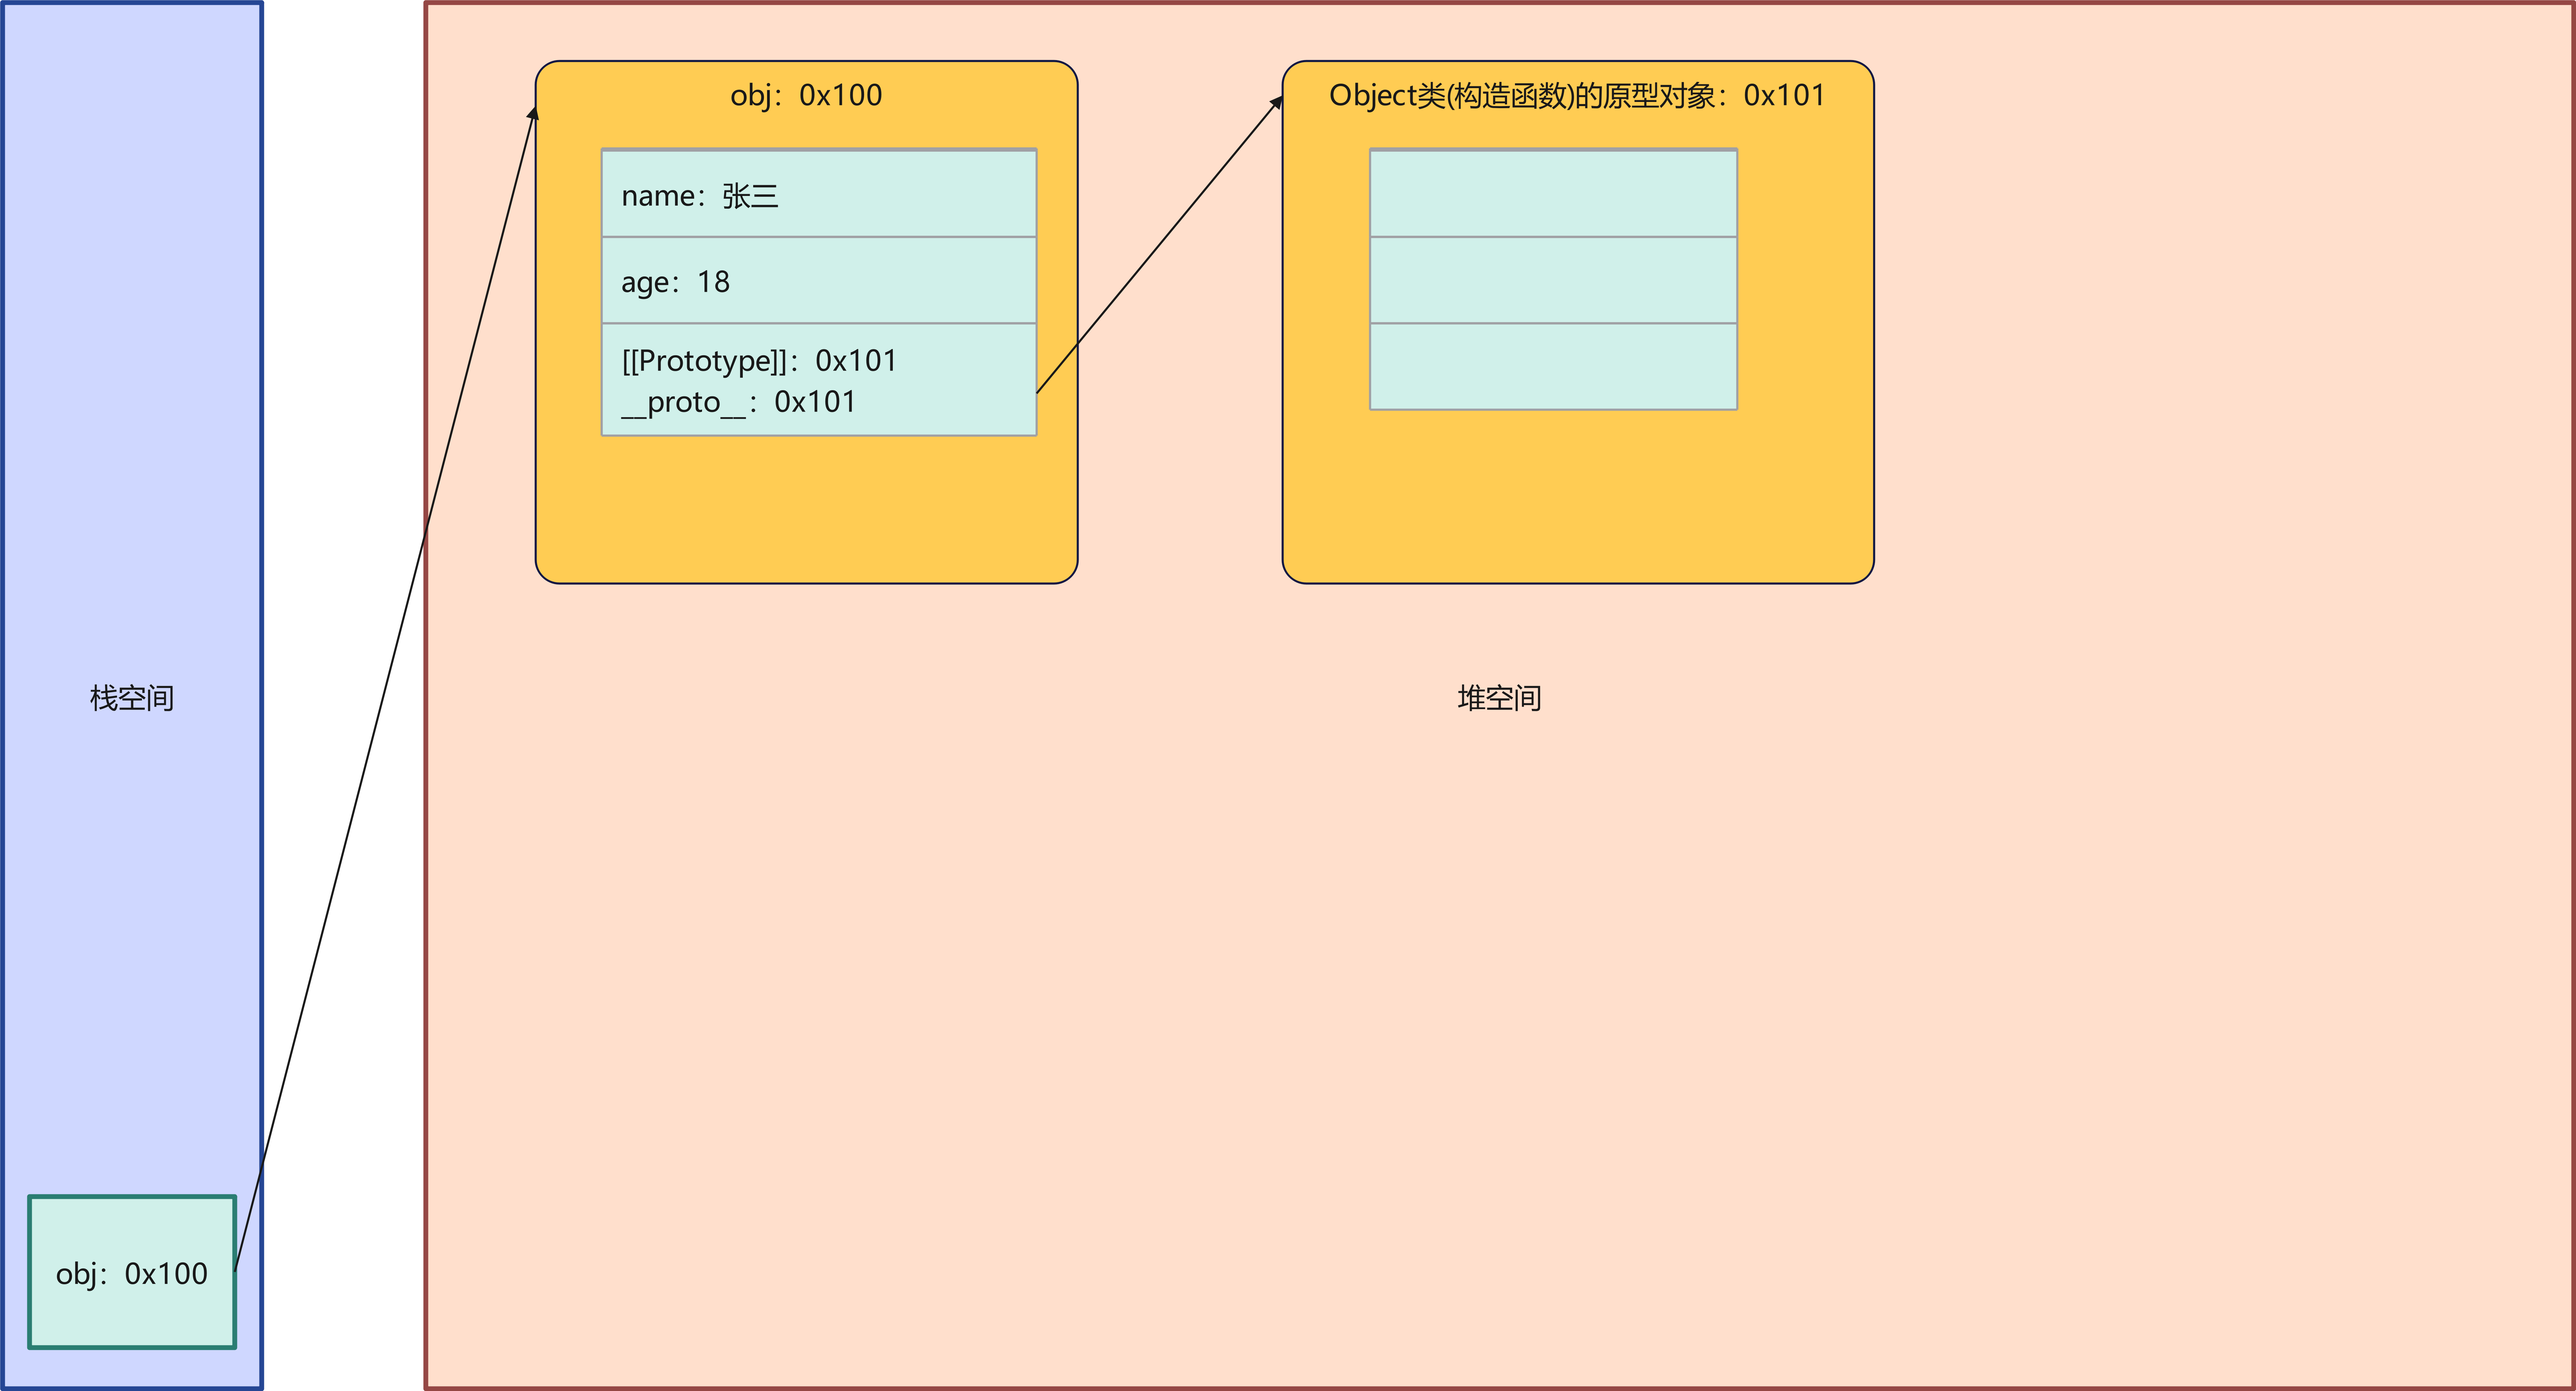 obj：0x100
name：张三
age：18
[[Prototype]]：0x101
__proto__：0x101
Object类(构造函数)的原型对象：0x101
栈空间
堆空间
obj：0x100